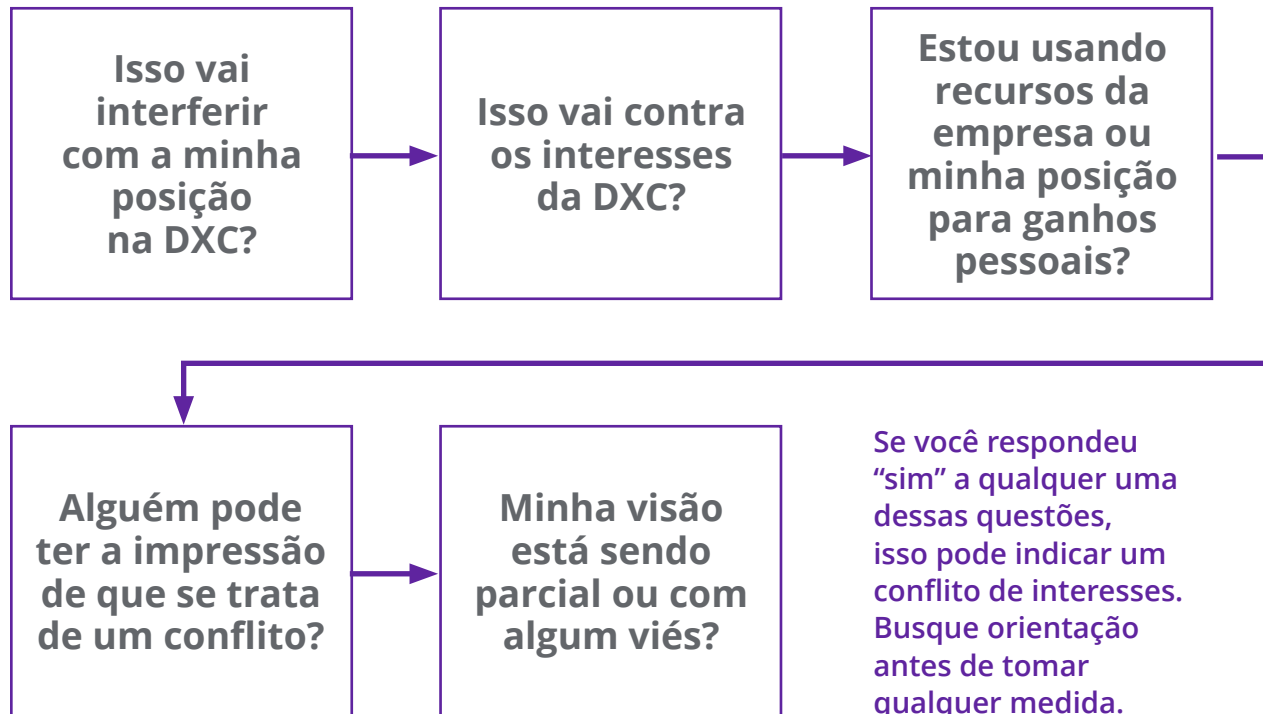 Isso vai
interferir
com a minha
posição
na DXC?
Isso vai contra
os interesses
da DXC?
Estou usando
recursos da
empresa ou
minha posição
para ganhos
pessoais?
Alguém pode
ter a impressão
de que se trata
de um conflito?
Minha visão
está sendo
parcial ou com
algum viés?
Se você respondeu
“sim” a qualquer uma
dessas questões,
isso pode indicar um
conflito de interesses.
Busque orientação
antes de tomar
qualquer medida.